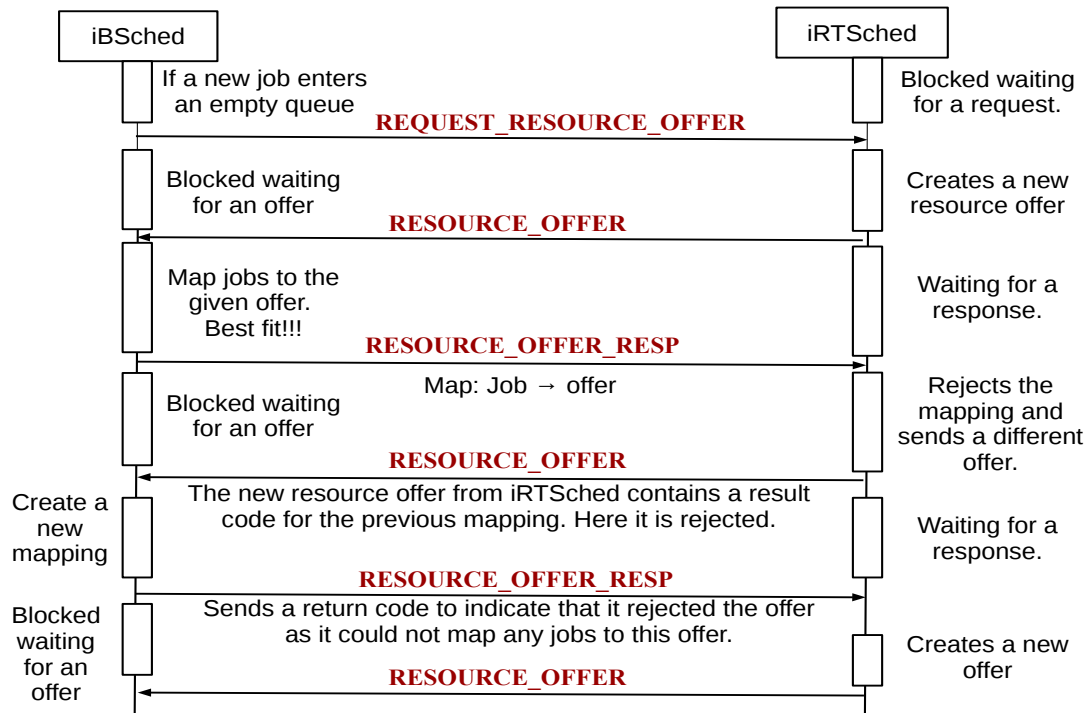 iBSched
iRTSched
If a new job enters
an empty queue
Blocked waiting
for a request.
REQUEST_RESOURCE_OFFER
Blocked waiting
for an offer
Creates a new
resource offer
RESOURCE_OFFER
Map jobs to the
given offer.
Best fit!!!
Waiting for a
response.
RESOURCE_OFFER_RESP
Map: Job → offer
Blocked waiting
for an offer
Rejects the
mapping and
sends a different
offer.
RESOURCE_OFFER
The new resource offer from iRTSched contains a result
code for the previous mapping. Here it is rejected.
Create a
new
mapping
Waiting for a
response.
RESOURCE_OFFER_RESP
Sends a return code to indicate that it rejected the offer
as it could not map any jobs to this offer.
Blocked
waiting
for an
offer
Creates a new
offer
RESOURCE_OFFER